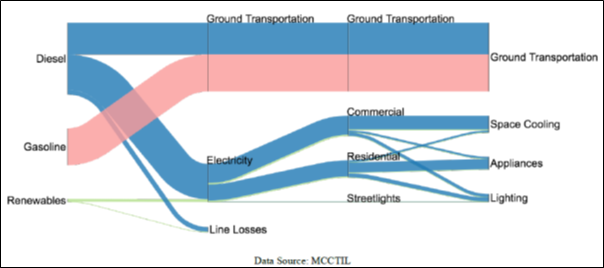 Ground Transportation
Ground Transportation
Diesel
Ground Transportation
Commercial
Space Cooling
Gasoline
Electricity
Residential
Appliances
Renewables
Streetlights
Lighting
Line Losses
Data Source: MCCTIL